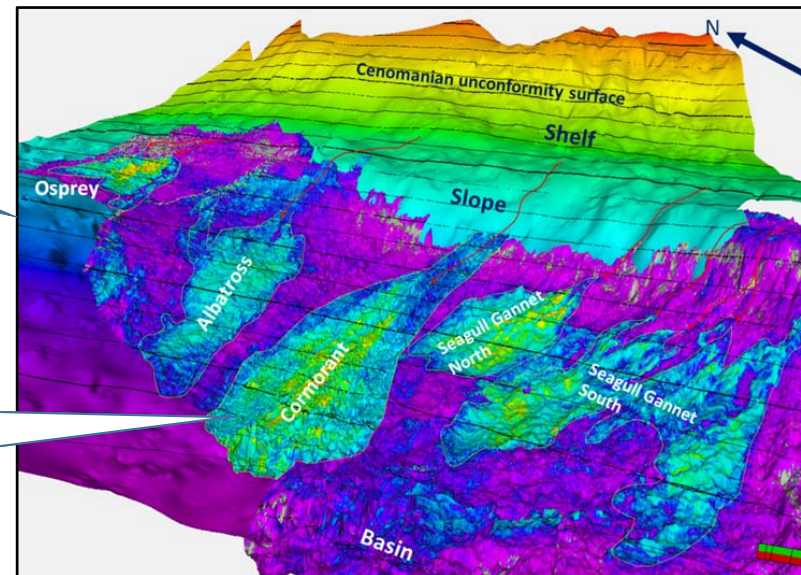 N
Cenomanian unconformity surface
Shelf
Osprey
Slope
Albatross
Seagull Gannet
North
Cormorant
Seagull Gannet
South
Basin